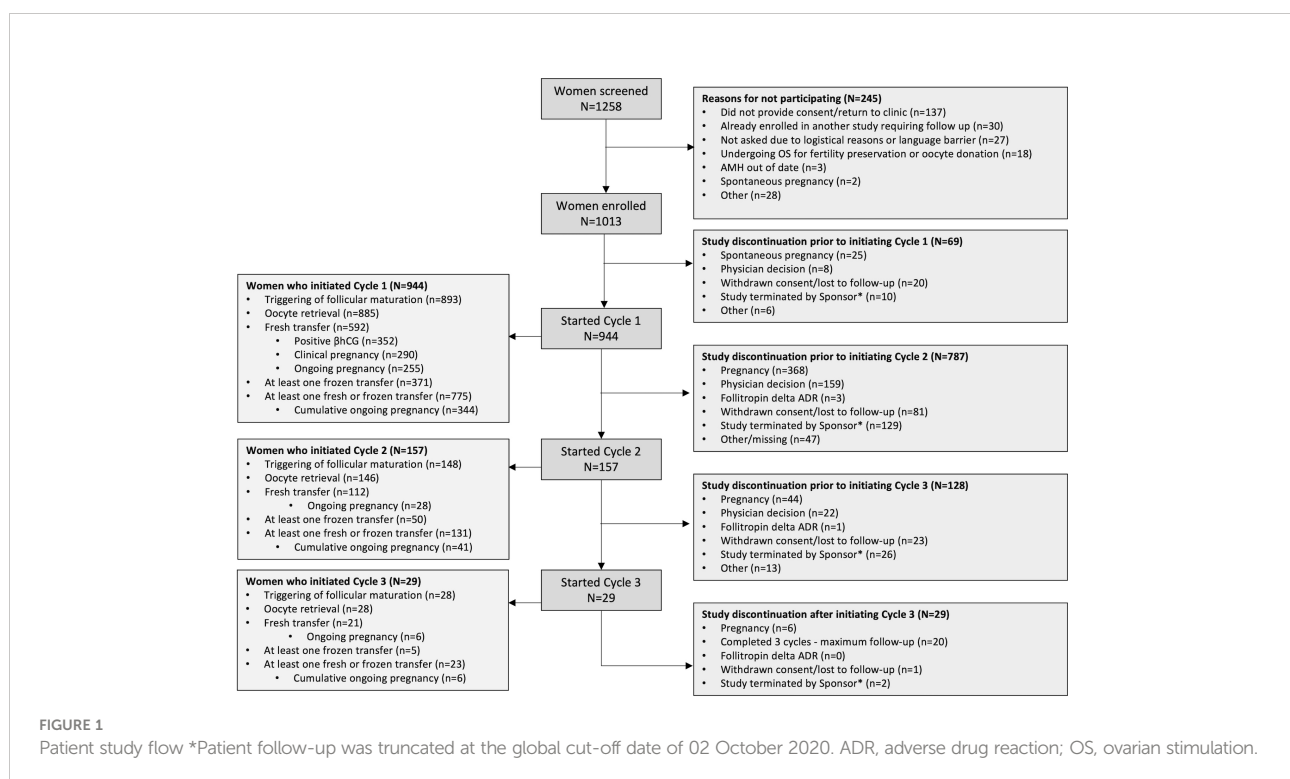 Women screened
N=1258
Reasons for not participating (N=245)
• Did not provide consent/return to clinic (n=137)
• Already enrolled in another study requiring follow up (n=30)
• Not asked due to logistical reasons or language barrier (n=27)
• Undergoing OS for fertility preservation or oocyte donation (n=18)
• AMH out of date (n=3)
• Spontaneous pregnancy (n=2)
• Other (n=28)
Women enrolled
N=1013
Study discontinuation prior to initiating Cycle 1 (N=69)
• Spontaneous pregnancy (n=25)
• Physician decision (n=8)
• Withdrawn consent/lost to follow-up (n=20)
• Study terminated by Sponsor* (n=10)
• Other (n=6)
Women who initiated Cycle 1 (N=944)
• Triggering of follicular maturation (n=893)
• Oocyte retrieval (n=885)
• Fresh transfer (n=592)
• Positive βhCG (n=352)
• Clinical pregnancy (n=290)
• Ongoing pregnancy (n=255)
• At least one frozen transfer (n=371)
• At least one fresh or frozen transfer (n=775)
• Cumulative ongoing pregnancy (n=344)
Started Cycle 1
N=944
Study discontinuation prior to initiating Cycle 2 (N=787)
• Pregnancy (n=368)
• Physician decision (n=159)
• Follitropin delta ADR (n=3)
• Withdrawn consent/lost to follow-up (n=81)
• Study terminated by Sponsor* (n=129)
• Other/missing (n=47)
Women who initiated Cycle 2 (N=157)
• Triggering of follicular maturation (n=148)
• Oocyte retrieval (n=146)
• Fresh transfer (n=112)
• Ongoing pregnancy (n=28)
• At least one frozen transfer (n=50)
• At least one fresh or frozen transfer (n=131)
• Cumulative ongoing pregnancy (n=41)
Started Cycle 2
N=157
Study discontinuation prior to initiating Cycle 3 (N=128)
• Pregnancy (n=44)
• Physician decision (n=22)
• Follitropin delta ADR (n=1)
• Withdrawn consent/lost to follow-up (n=23)
• Study terminated by Sponsor* (n=26)
• Other (n=13)
Women who initiated Cycle 3 (N=29)
• Triggering of follicular maturation (n=28)
• Oocyte retrieval (n=28)
• Fresh transfer (n=21)
• Ongoing pregnancy (n=6)
• At least one frozen transfer (n=5)
• At least one fresh or frozen transfer (n=23)
• Cumulative ongoing pregnancy (n=6)
Started Cycle 3
N=29
Study discontinuation after initiating Cycle 3 (N=29)
• Pregnancy (n=6)
• Completed 3 cycles - maximum follow-up (n=20)
• Follitropin delta ADR (n=0)
• Withdrawn consent/lost to follow-up (n=1)
• Study terminated by Sponsor* (n=2)
FIGURE 1
Patient study flow *Patient follow-up was truncated at the global cut-off date of 02 October 2020. ADR, adverse drug reaction; OS, ovarian stimulation.